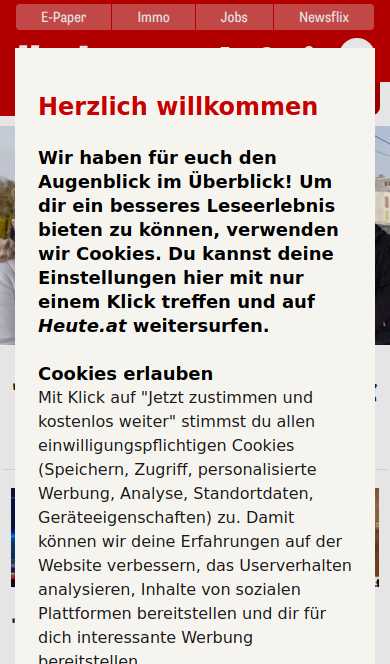 E-Paper Immo Jobs Newsflix
Herzlich willkommen
Wir haben für euch den
Augenblick im Überblick! Um
dir ein besseres Leseerlebnis
bieten zu können, verwenden
wir Cookies. Du kannst deine
Einstellungen hier mit nur
einem Klick treffen und auf
Heute.at weitersurfen.
Cookies erlauben
Mit Klick auf "Jetzt zustimmen und
kostenlos weiter" stimmst du allen
einwilligungspflichtigen Cookies
(Speichern, Zugriff, personalisierte
Werbung, Analyse, Standortdaten,
Geräteeigenschaften) zu. Damit
können wir deine Erfahrungen auf der
Website verbessern, das Userverhalten
analysieren, Inhalte von sozialen
Plattformen bereitstellen und dir für
dich interessante Werbung
bereitstellen